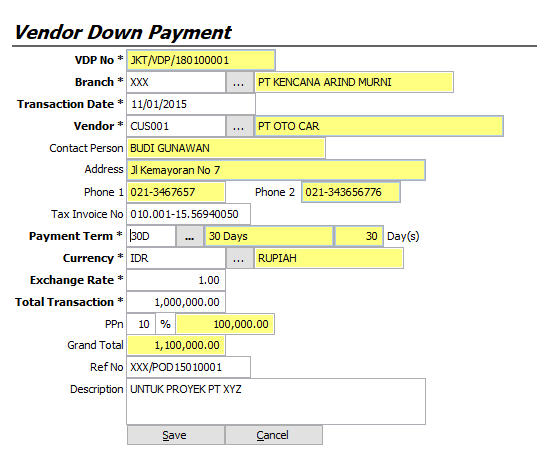 Vendor Down Payment
VDP No * JKT/VDP/180100001
Branch * XXX ... PT KENCANA ARIND MURNI
Transaction Date * 11/01/2015
Vendor * CUS001 ... PT OTO CAR
Contact Person BUDI GUNAWAN
Address Jl Kemayoran No 7
Phone 1 021-3467657 Phone 2 021-343656776
Tax Invoice No 010.001-15.56940050
Payment Term * 30D ... 30 Days 30 Day(s)
Currency * IDR ... RUPIAH
Exchange Rate * 1.00
Total Transaction * 1,000,000.00
PPn 10 % 100,000.00
Grand Total 1,100,000.00
Ref No XXX/POD15010001
Description UNTUK PROYEK PT XYZ
Save Cancel